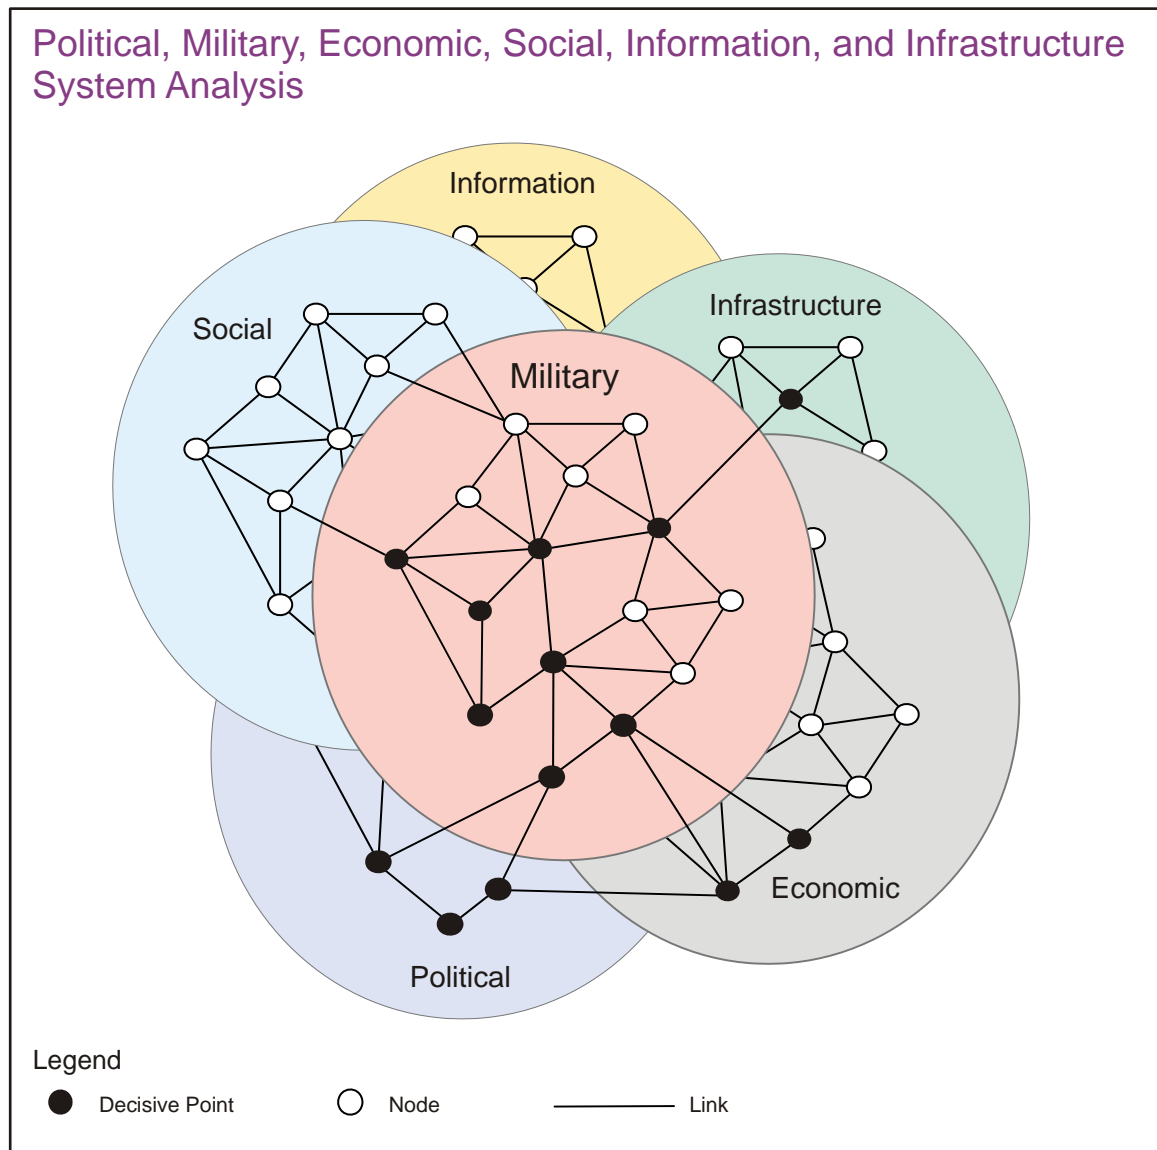 Political, Military, Economic, Social, Information, and Infrastructure
System Analysis
Information
Infrastructure
Social
Military
Economic
Political
Legend
Decisive Point
Node
Link